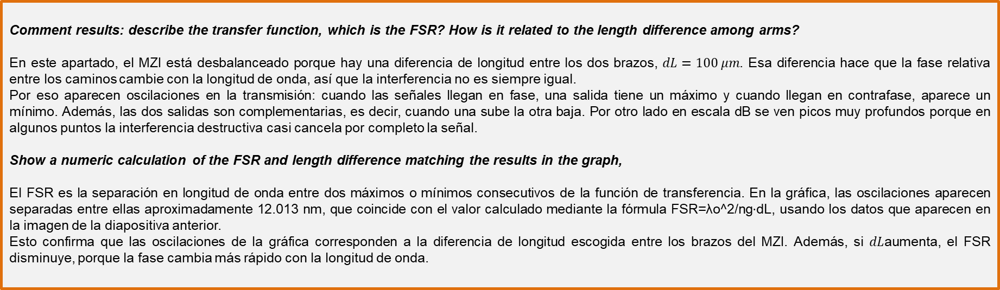 Comment results: describe the transfer function, which is the FSR? How is it related to the length difference among arms?
En este apartado, el MZI está desbalanceado porque hay una diferencia de longitud entre los dos brazos, 𝑑𝐿 = 100 𝜇𝑚. Esa diferencia hace que la fase relativa
entre los caminos cambie con la longitud de onda, así que la interferencia no es siempre igual.
Por eso aparecen oscilaciones en la transmisión: cuando las señales llegan en fase, una salida tiene un máximo y cuando llegan en contrafase, aparece un
mínimo. Además, las dos salidas son complementarias, es decir, cuando una sube la otra baja. Por otro lado en escala dB se ven picos muy profundos porque en
algunos puntos la interferencia destructiva casi cancela por completo la señal.
Show a numeric calculation of the FSR and length difference matching the results in the graph,
El FSR es la separación en longitud de onda entre dos máximos o mínimos consecutivos de la función de transferencia. En la gráfica, las oscilaciones aparecen
separadas entre ellas aproximadamente 12.013 nm, que coincide con el valor calculado mediante la fórmula FSR=λo^2/ng·dL, usando los datos que aparecen en
la imagen de la diapositiva anterior.
Esto confirma que las oscilaciones de la gráfica corresponden a la diferencia de longitud escogida entre los brazos del MZI. Además, si 𝑑𝐿aumenta, el FSR
disminuye, porque la fase cambia más rápido con la longitud de onda.